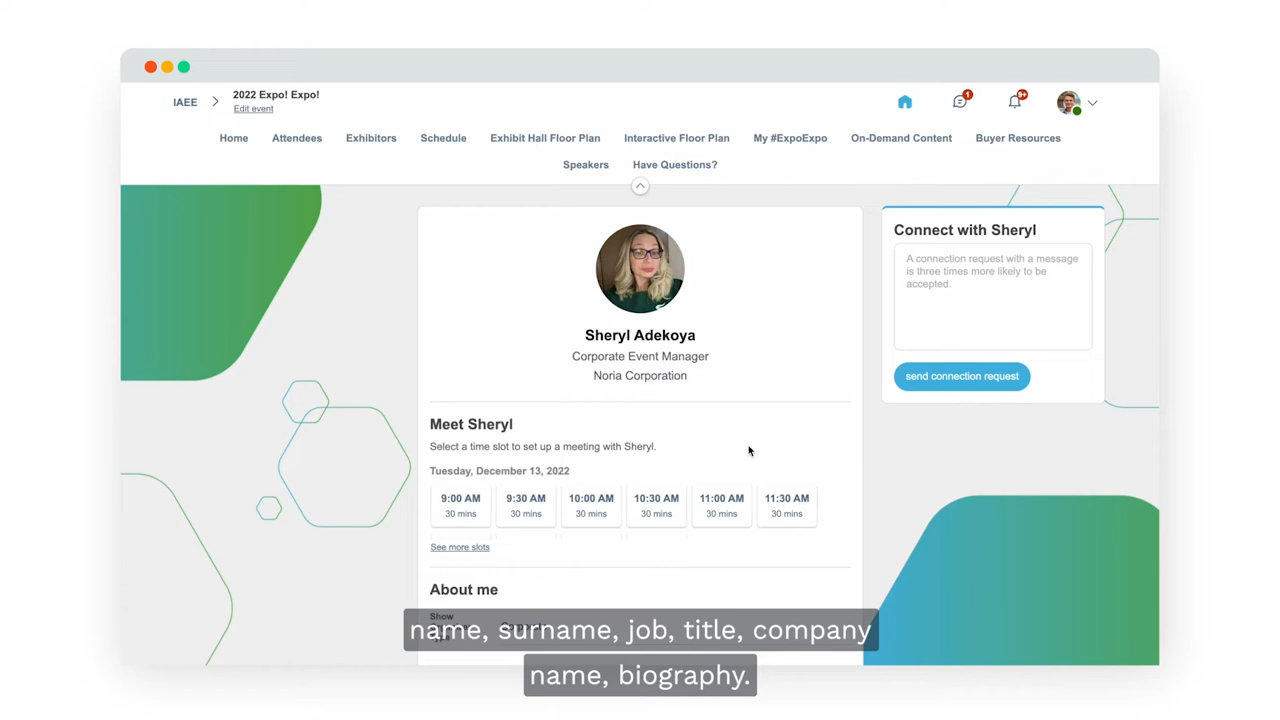 IAEE
2022 Expo! Expo!
Edit event
1
9+
Home Attendees Exhibitors Schedule Exhibit Hall Floor Plan Interactive Floor Plan My #ExpoExpo On-Demand Content Buyer Resources
Speakers Have Questions?
Sheryl Adekoya
Corporate Event Manager
Noria Corporation
Connect with Sheryl
A connection request with a message
is three times more likely to be
accepted.
send connection request
Meet Sheryl
Select a time slot to set up a meeting with Sheryl.
Tuesday, December 13, 2022
9:00 AM 9:30 AM 10:00 AM 10:30 AM 11:00 AM 11:30 AM
30 mins 30 mins 30 mins 30 mins 30 mins 30 mins
See more slots
About me
Show
name, surname, job, title, company
name, biography.